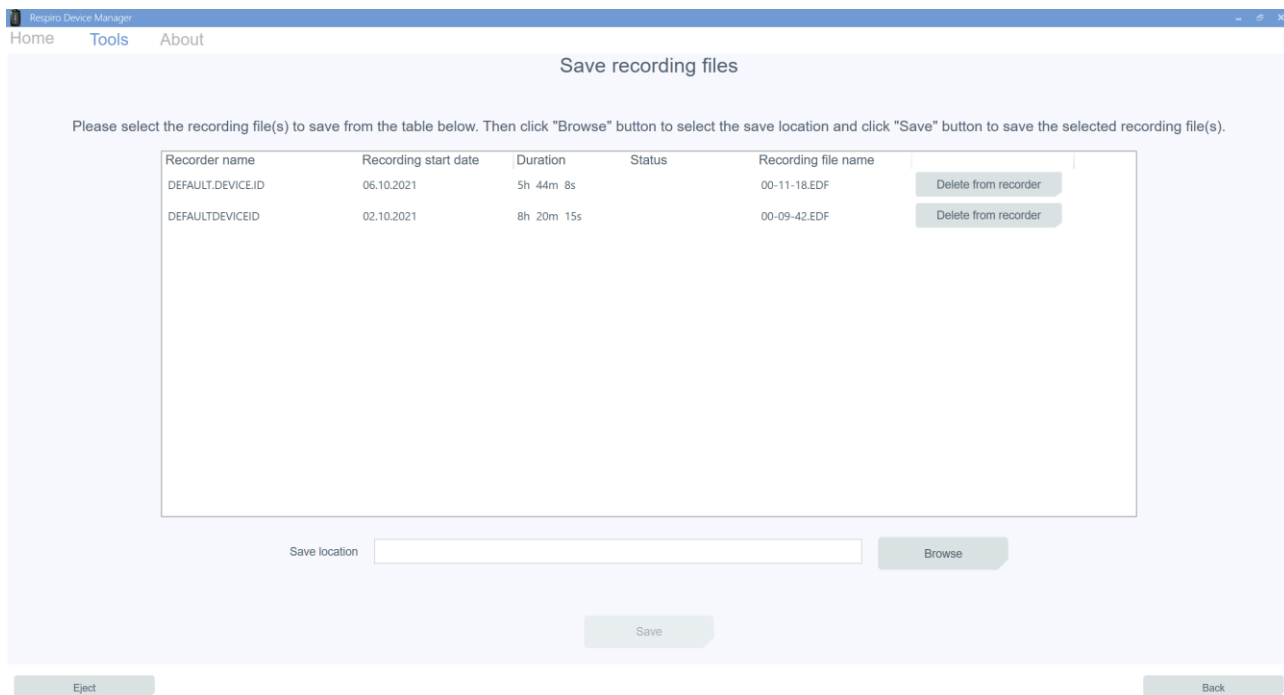 Respiro Device Manager
Home Tools About
Save recording files
Please select the recording file(s) to save from the table below. Then click "Browse" button to select the save location and click "Save" button to save the selected recording file(s).
Recorder name Recording start date Duration Status Recording file name
DEFAULT.DEVICE.ID 06.10.2021 5h 44m 8s 00-11-18.EDF Delete from recorder
DEFAULTDEVICEID 02.10.2021 8h 20m 15s 00-09-42.EDF Delete from recorder
Save location Browse
Save
Eject Back